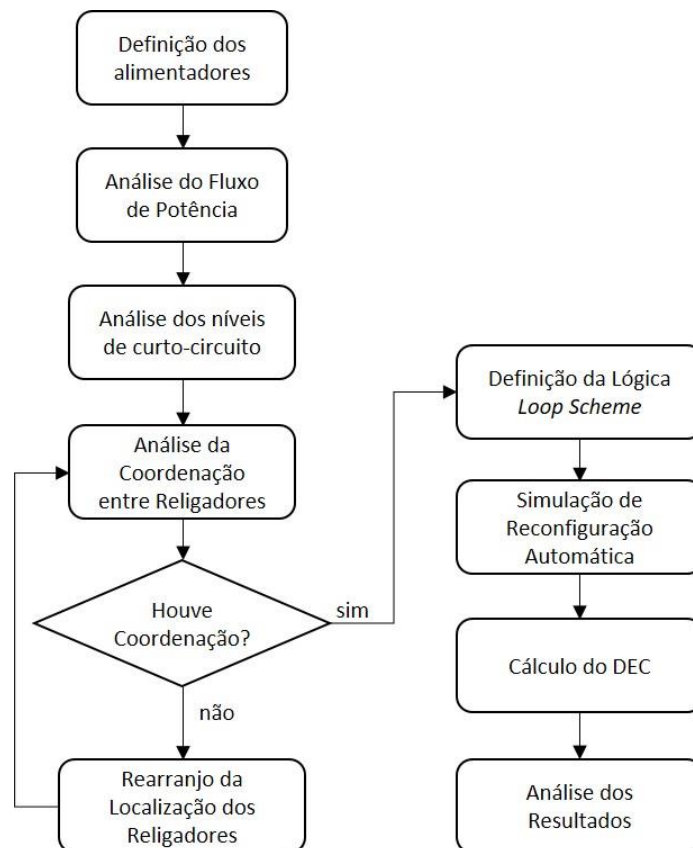 Definição dos
alimentadores
Análise do Fluxo
de Potência
Análise dos níveis
de curto-circuito
Análise da
Coordenação
entre Religadores
Houve
Coordenação?
sim
não
Rearranjo da
Localização dos
Religadores
Definição da Lógica
Loop Scheme
Simulação de
Reconfiguração
Automática
Cálculo do DEC
Análise dos
Resultados